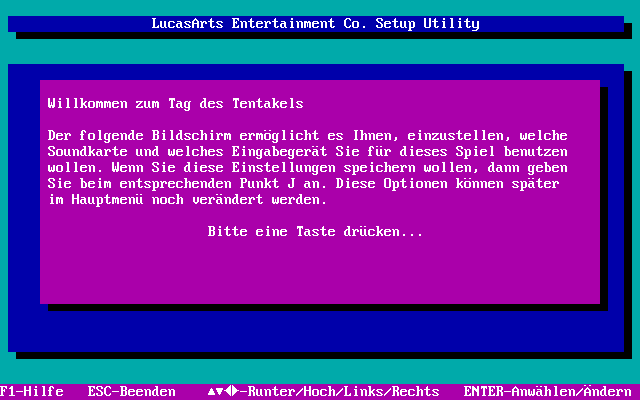 LucasArts Entertainment Co. Setup Utility
Willkommen zum Tag des Tentakels
Der folgende Bildschirm ermöglicht es Ihnen, einzustellen, welche
Soundkarte und welches Eingabegerät Sie für dieses Spiel benutzen
wollen. Wenn Sie diese Einstellungen speichern wollen, dann geben
Sie beim entsprechenden Punkt J an. Diese Optionen können später
im Hauptmenü noch verändert werden.
Bitte eine Taste drücken...
F1-Hilfe ESC-Beenden ▲▼◄►-Runter/Hoch/Links/Rechts ENTER-Anwählen/Ändern